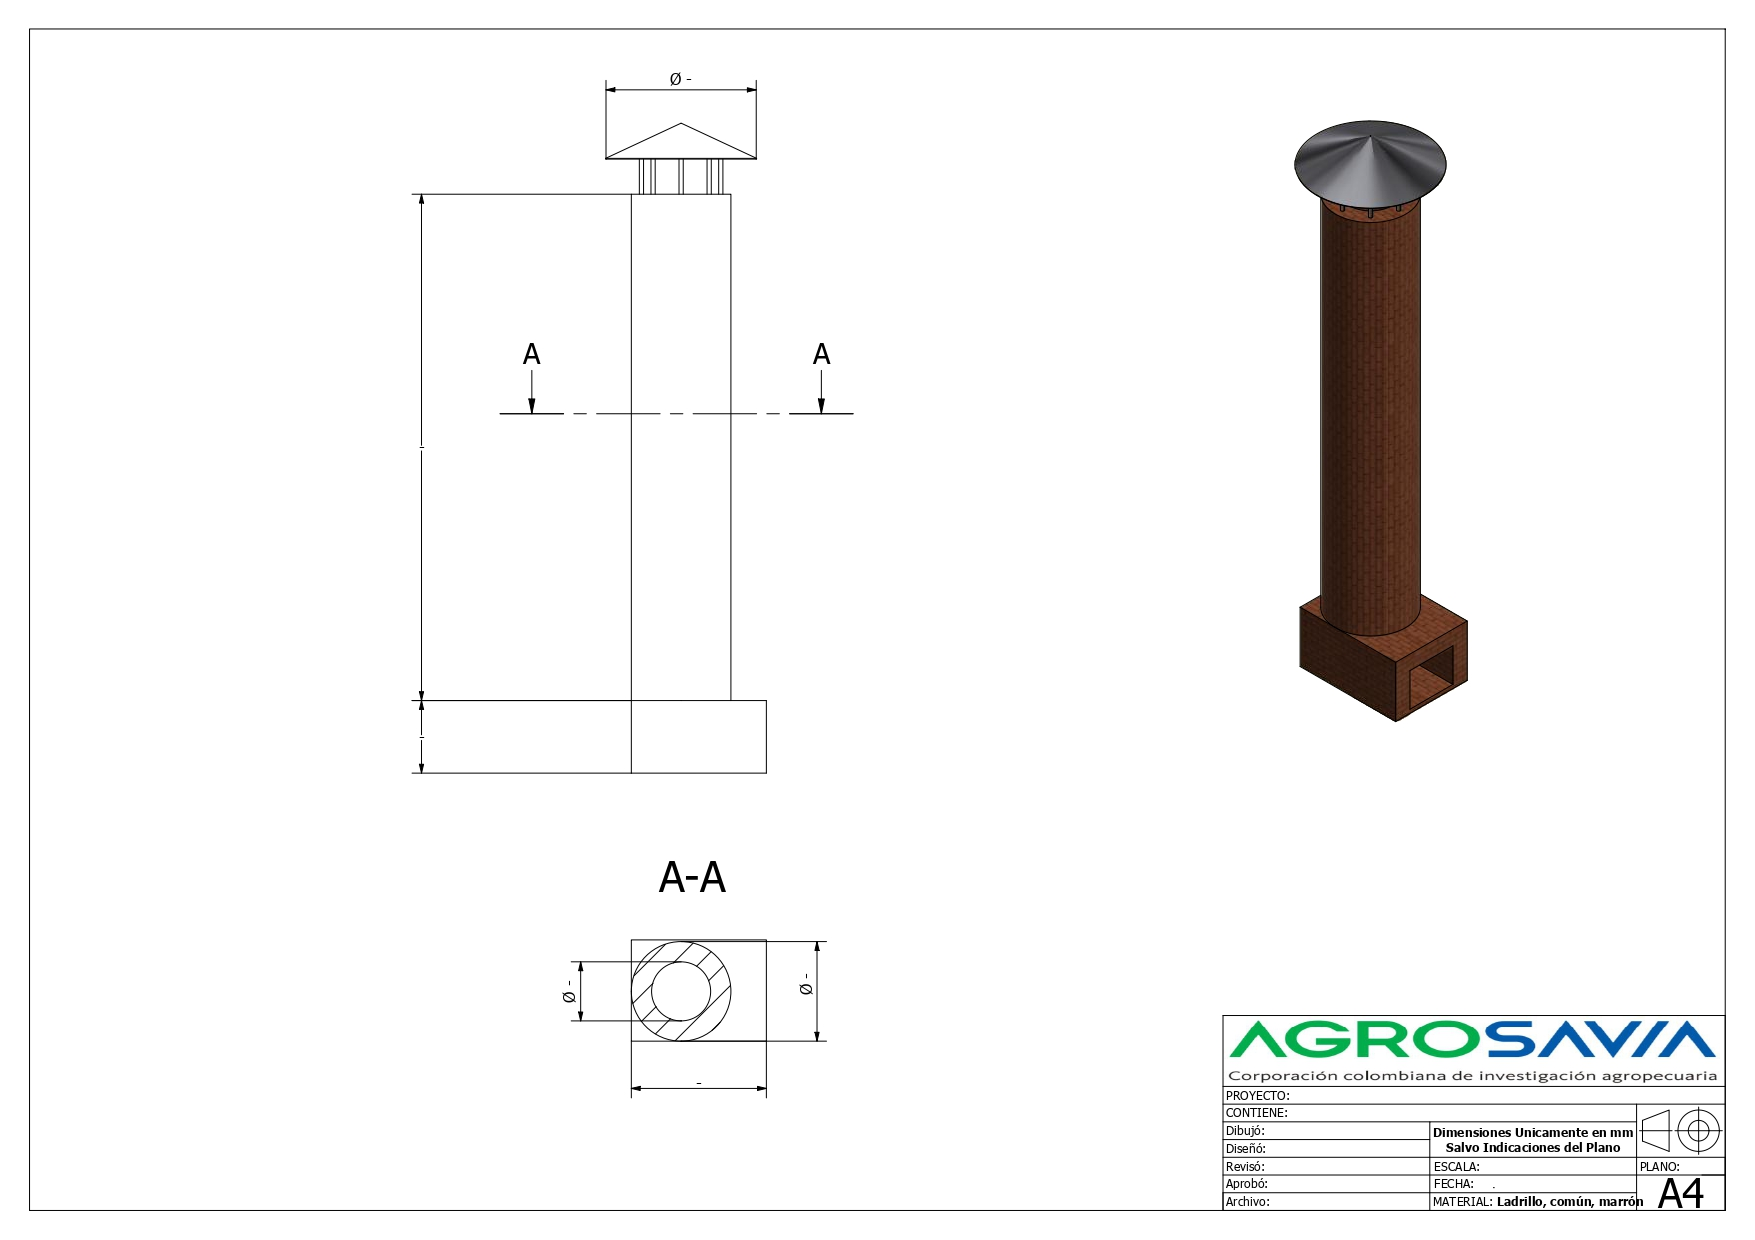 Ø -
A A
-
-
A-A
Ø -
Ø -
-
AGROSAVIA
Corporación colombiana de investigación agropecuaria
PROYECTO:
CONTIENE:
Dibujó:
Dimensiones Unicamente en mm
Diseñó:
Salvo Indicaciones del Plano
Revisó:
ESCALA:
PLANO:
Aprobó:
FECHA: .
A4
Archivo:
MATERIAL: Ladrillo, común, marrón